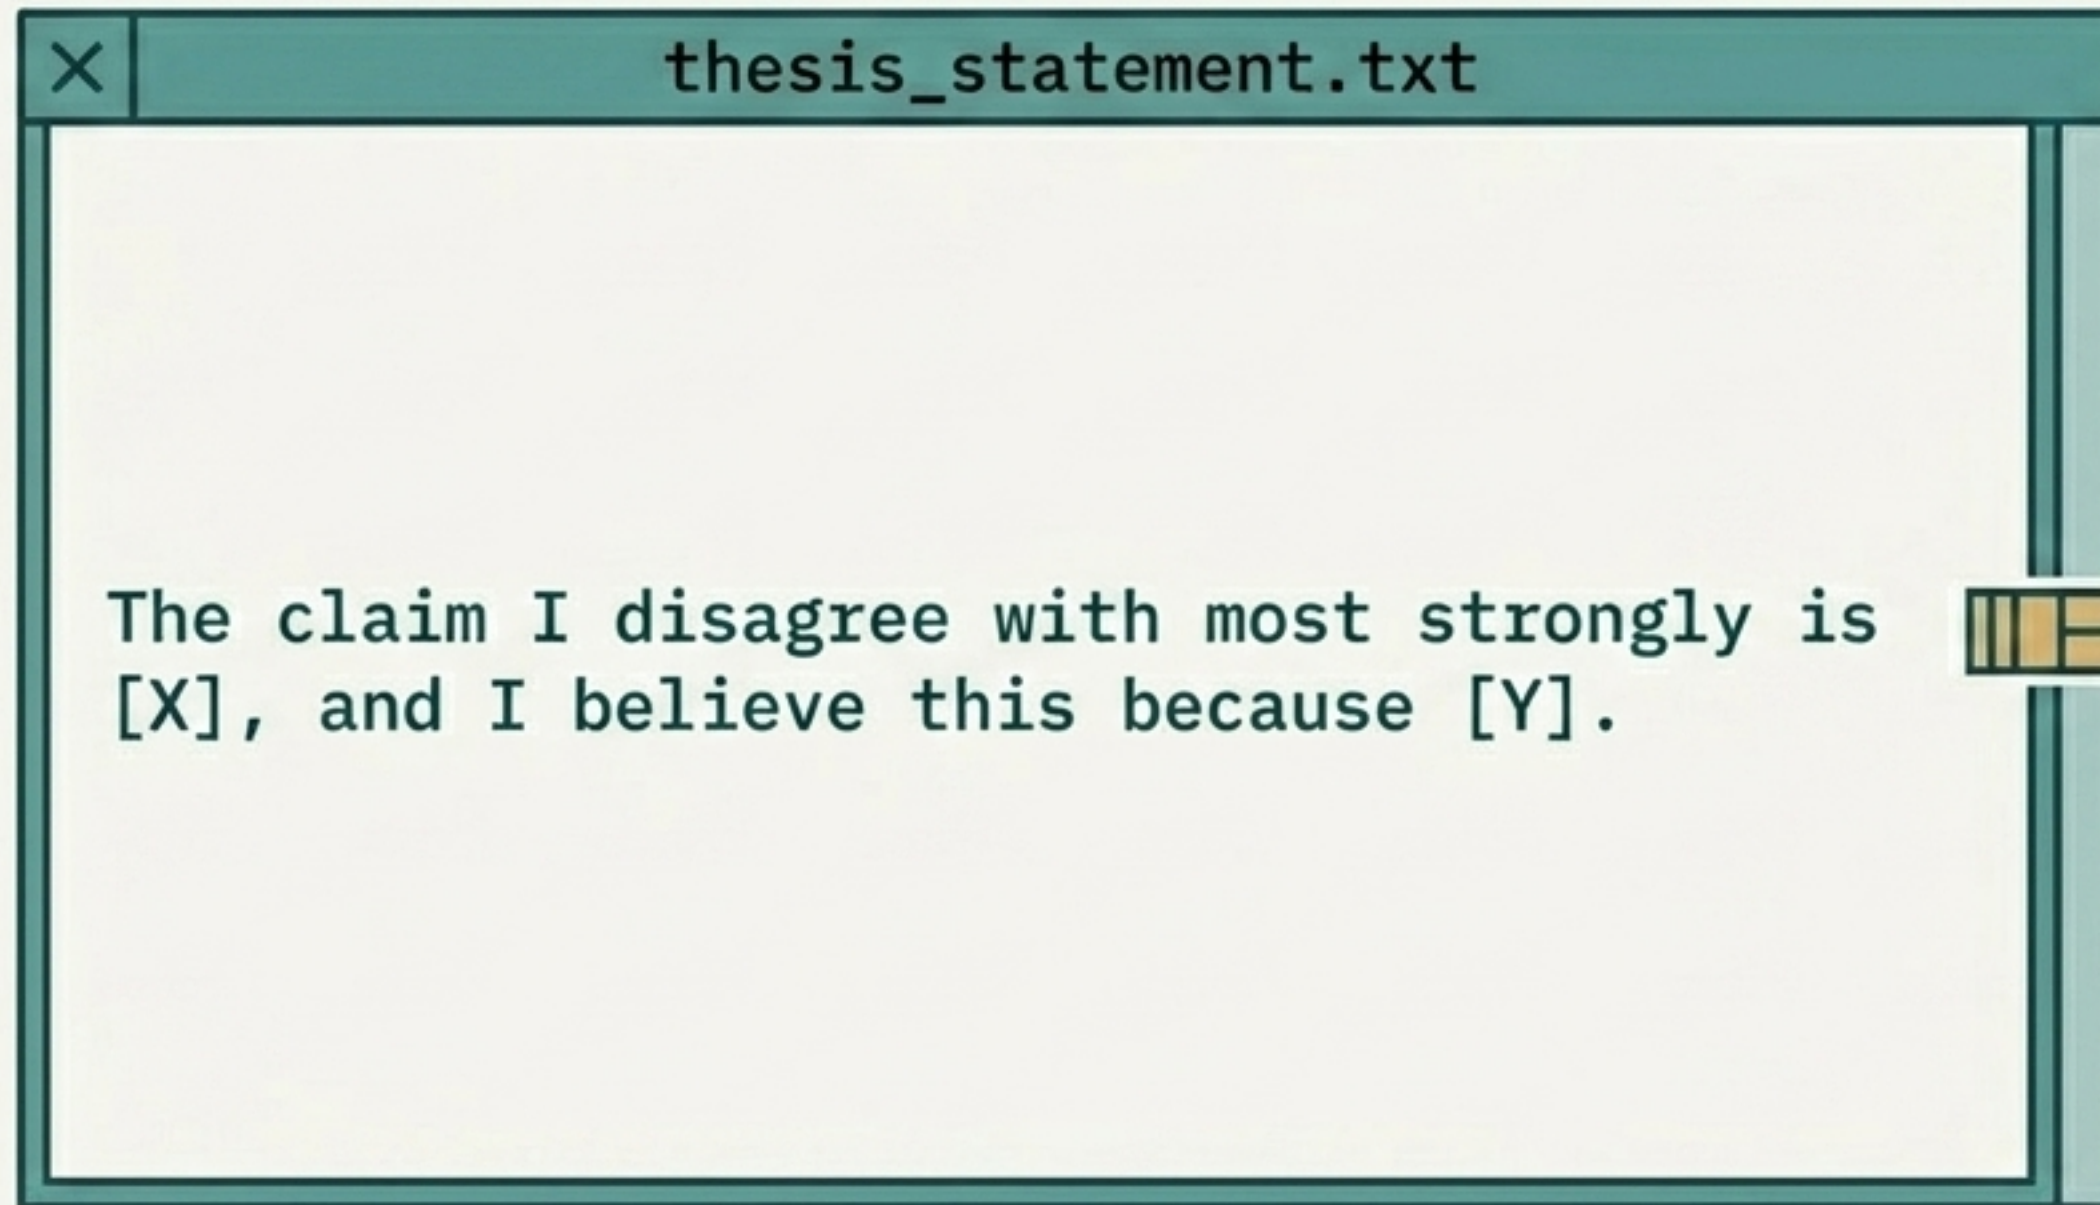 thesis_statement.txt
The claim I disagree with most strongly is
[X], and I believe this because [Y].